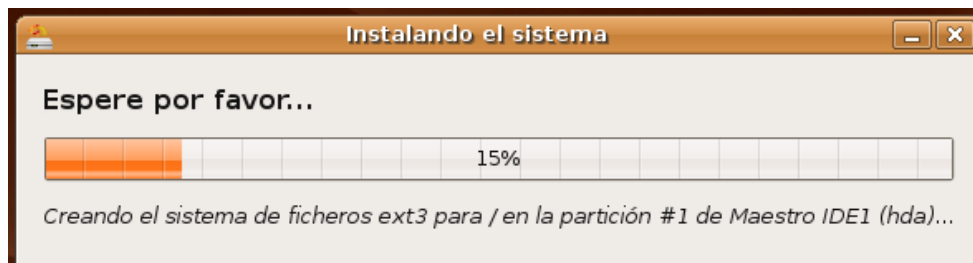 Instalando el sistema
Espere por favor...
15%
Creando el sistema de ficheros ext3 para / en la partición #1 de Maestro IDE1 (hda)...